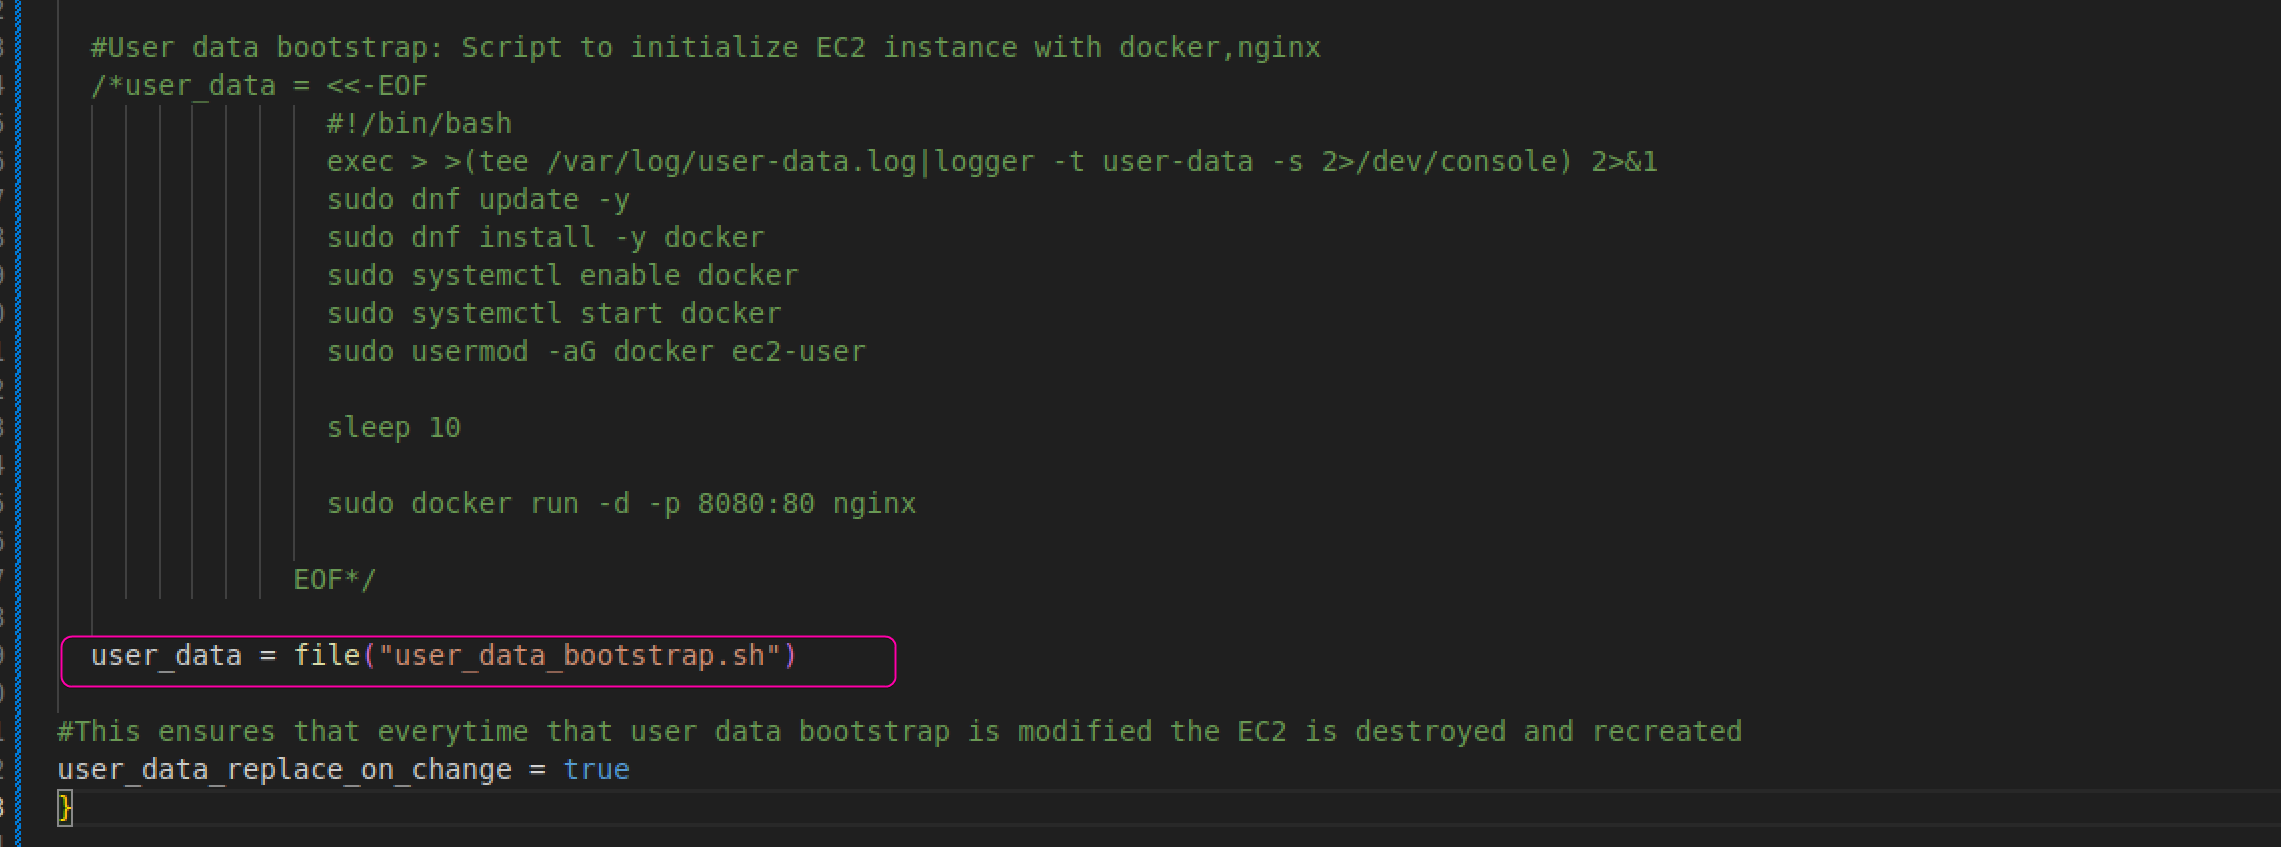 #User data bootstrap: Script to initialize EC2 instance with docker,nginx
/*user_data = <<-EOF
#!/bin/bash
exec > >(tee /var/log/user-data.log|logger -t user-data -s 2>/dev/console) 2>&1
sudo dnf update -y
sudo dnf install -y docker
sudo systemctl enable docker
sudo systemctl start docker
sudo usermod -aG docker ec2-user
sleep 10
sudo docker run -d -p 8080:80 nginx
EOF*/
user_data = file("user_data_bootstrap.sh")
#This ensures that everytime that user data bootstrap is modified the EC2 is destroyed and recreated
user_data_replace_on_change = true
}